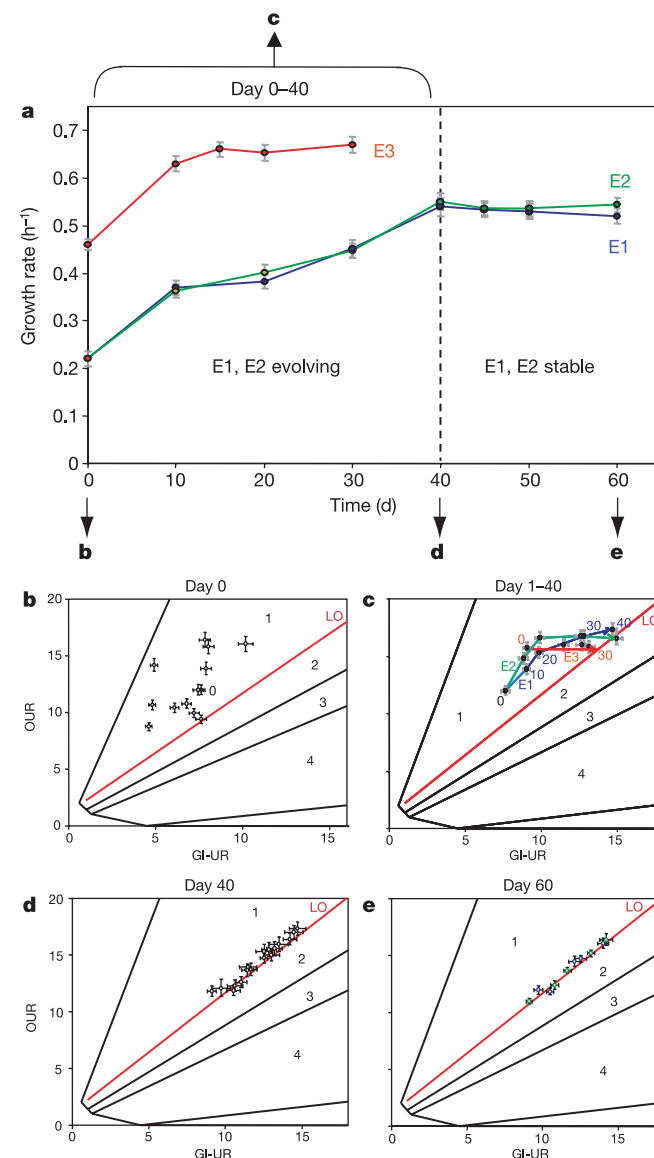 c
Day 0–40
a
0.7
0.6
0.5
0.4
0.3
0.2
0.1
0
Growth rate (h⁻¹)
E3
E2
E1
E1, E2 evolving
E1, E2 stable
0 10 20 30 40 50 60
Time (d)
b d e
b Day 0
20
15
10
5
0
OUR
0 5 10 15
GI-UR
1
LO
2
3
4
0
c Day 1–40
1
2
3
4
LO
0
E2
0
E1
10
20
E3
30
30
40
0 5 10 15
GI-UR
d Day 40
20
15
10
5
0
OUR
0 5 10 15
GI-UR
1
LO
2
3
4
e Day 60
20
15
10
5
0
0 5 10 15
GI-UR
1
LO
2
3
4